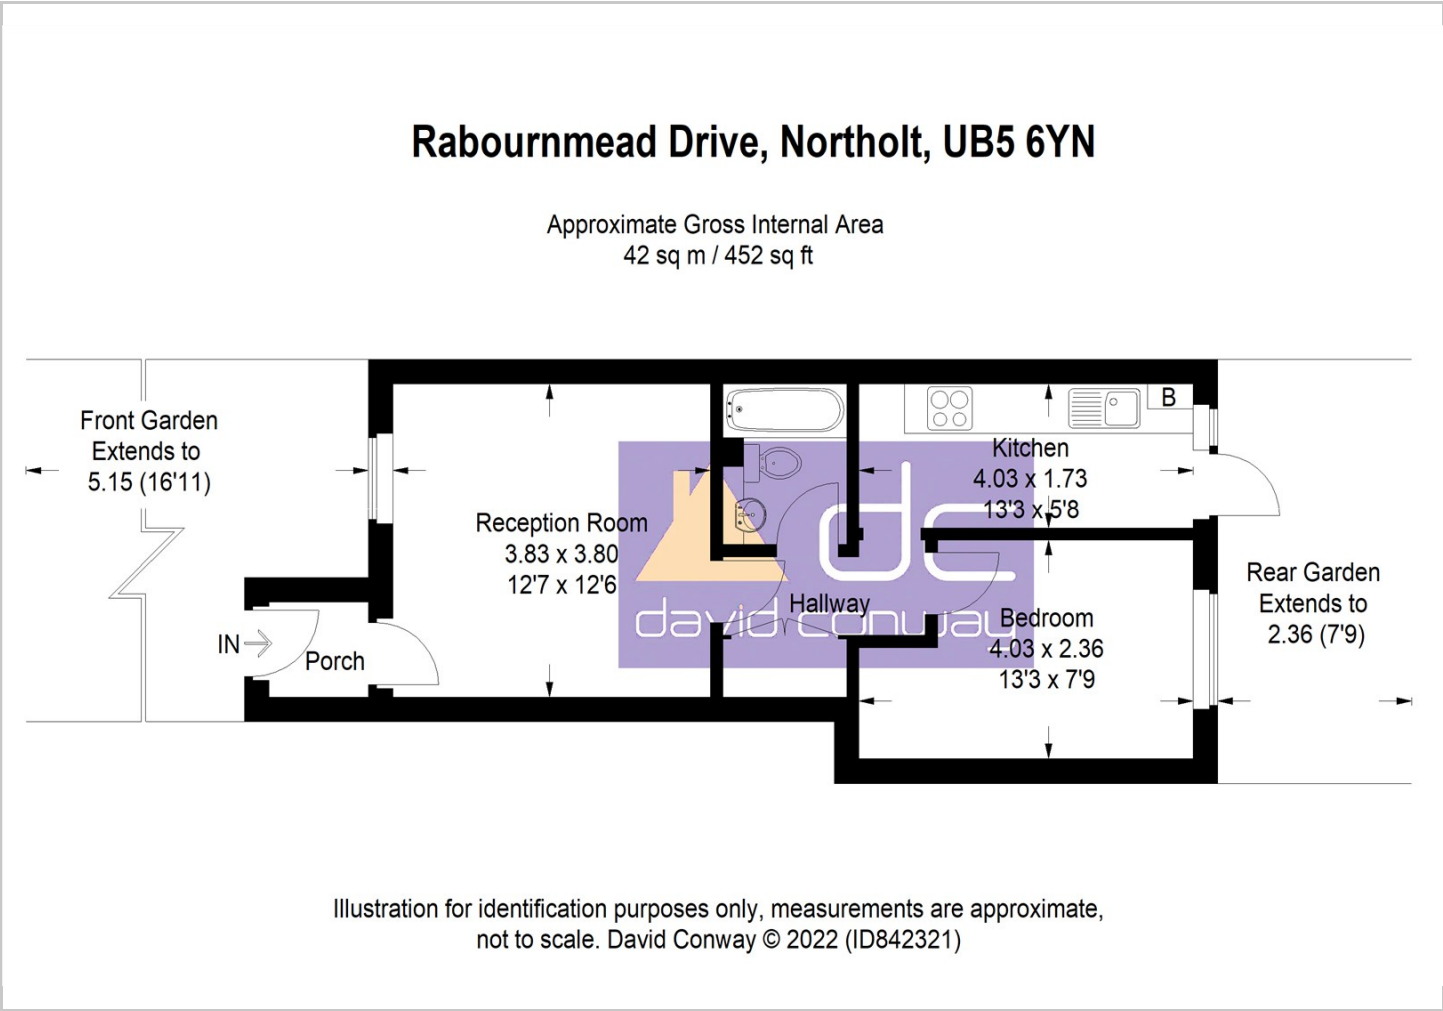 Rabournmead Drive, Northolt, UB5 6YN
Approximate Gross Internal Area
42 sq m / 452 sq ft
Front Garden
Extends to
5.15 (16'11)
IN
Porch
Reception Room
3.83 x 3.80
12'7 x 12'6
Hallway
Kitchen
4.03 x 1.73
13'3 x 5'8
B
Bedroom
4.03 x 2.36
13'3 x 7'9
Rear Garden
Extends to
2.36 (7'9)
dc
david conway
Illustration for identification purposes only, measurements are approximate,
not to scale. David Conway © 2022 (ID842321)